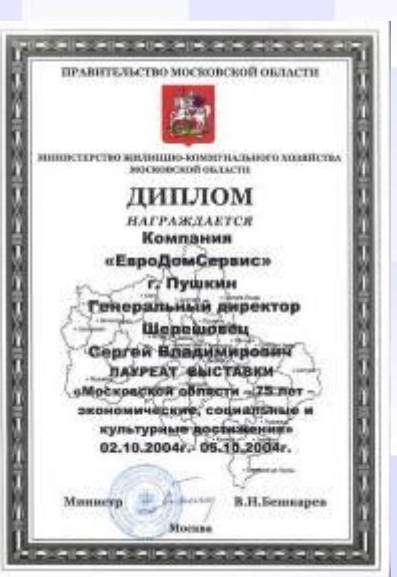 ПРАВИТЕЛЬСТВО МОСКОВСКОЙ ОБЛАСТИ
МИНИСТЕРСТВО ЖИЛИЩНО-КОММУНАЛЬНОГО ХОЗЯЙСТВА
МОСКОВСКОЙ ОБЛАСТИ
ДИПЛОМ
НАГРАЖДАЕТСЯ
Компания
«ЕвроДомСервис»
г. Пушкин
Генеральный директор
Шерешовец
Сергей Владимирович
ЛАУРЕАТ ВЫСТАВКИ
«Московской области – 75 лет –
экономические, социальные и
культурные достижения»
02.10.2004г.- 05.10.2004г.
Министр В.Н.Бешкарев
Москва